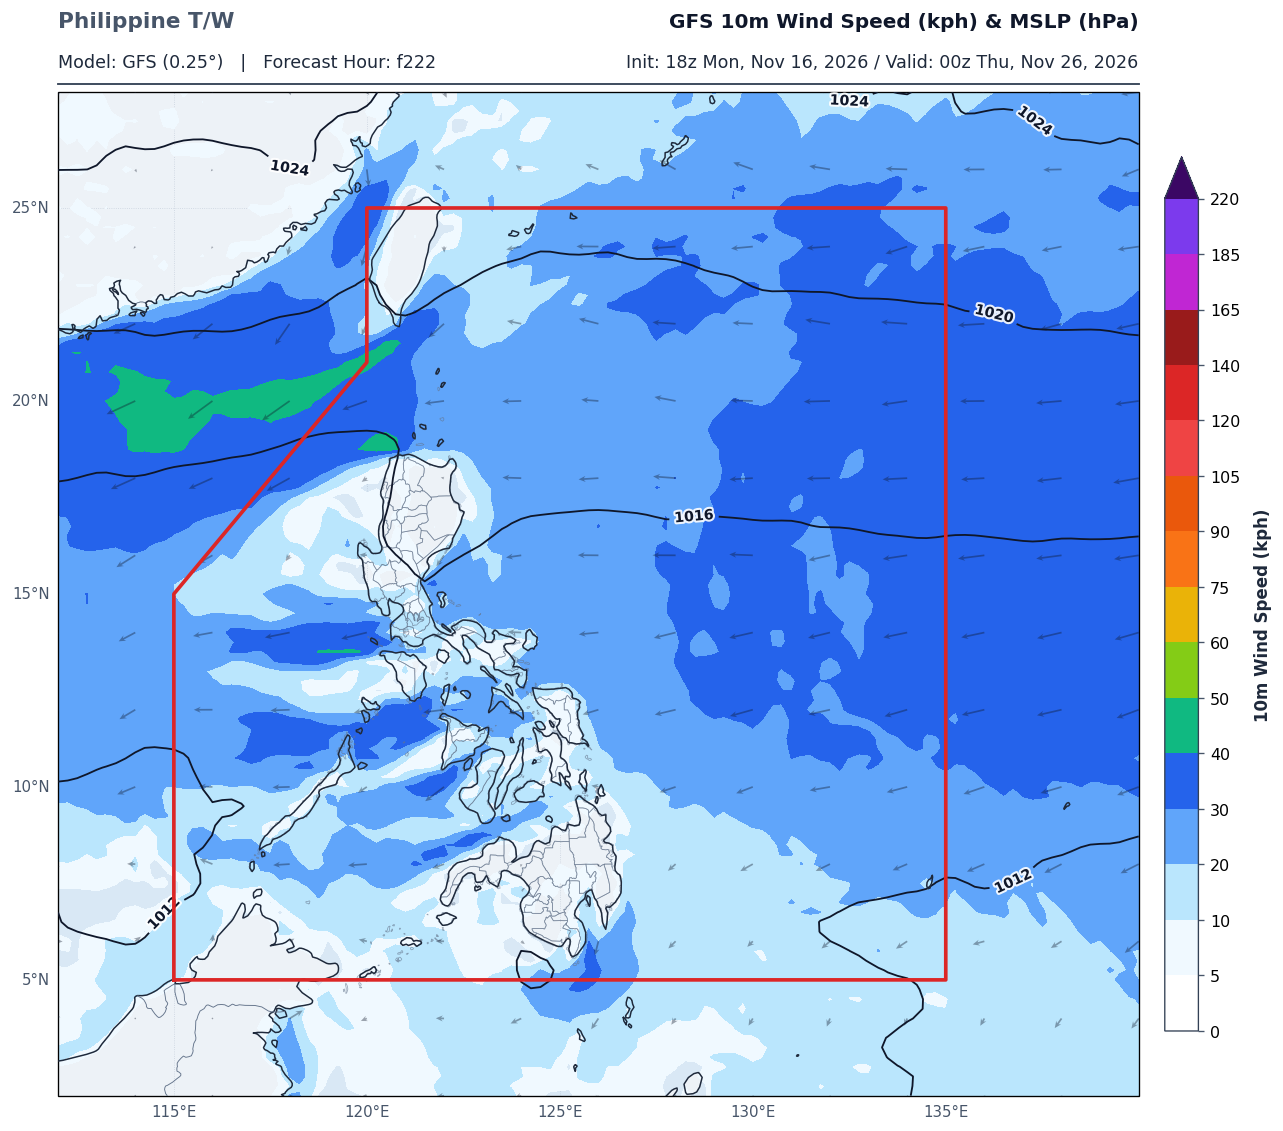 Philippine T/W
GFS 10m Wind Speed (kph) & MSLP (hPa)
Model: GFS (0.25°)   |   Forecast Hour: f222
Init: 18z Mon, Nov 16, 2026 / Valid: 00z Thu, Nov 26, 2026
1024
1024
1024
1020
1016
1012
1012
25°N
20°N
15°N
10°N
5°N
115°E
120°E
125°E
130°E
135°E
220
185
165
140
120
105
90
75
60
50
40
30
20
10
5
0
10m Wind Speed (kph)